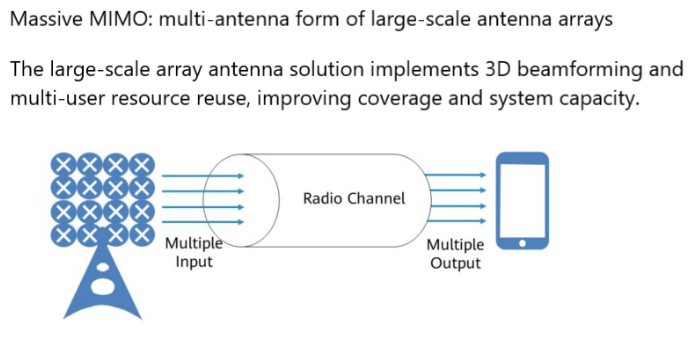 Massive MIMO: multi-antenna form of large-scale antenna arrays
The large-scale array antenna solution implements 3D beamforming and
multi-user resource reuse, improving coverage and system capacity.
Radio Channel
Multiple
Input
Multiple
Output